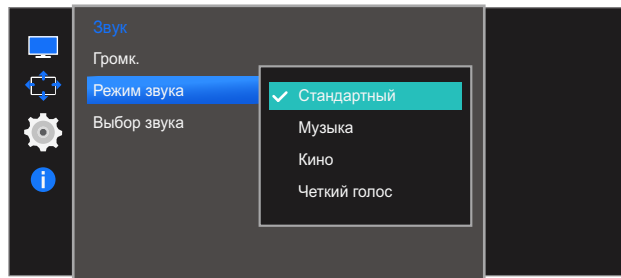 Звук
Громк.
Режим звука
Выбор звука
Стандартный
Музыка
Кино
Четкий голос